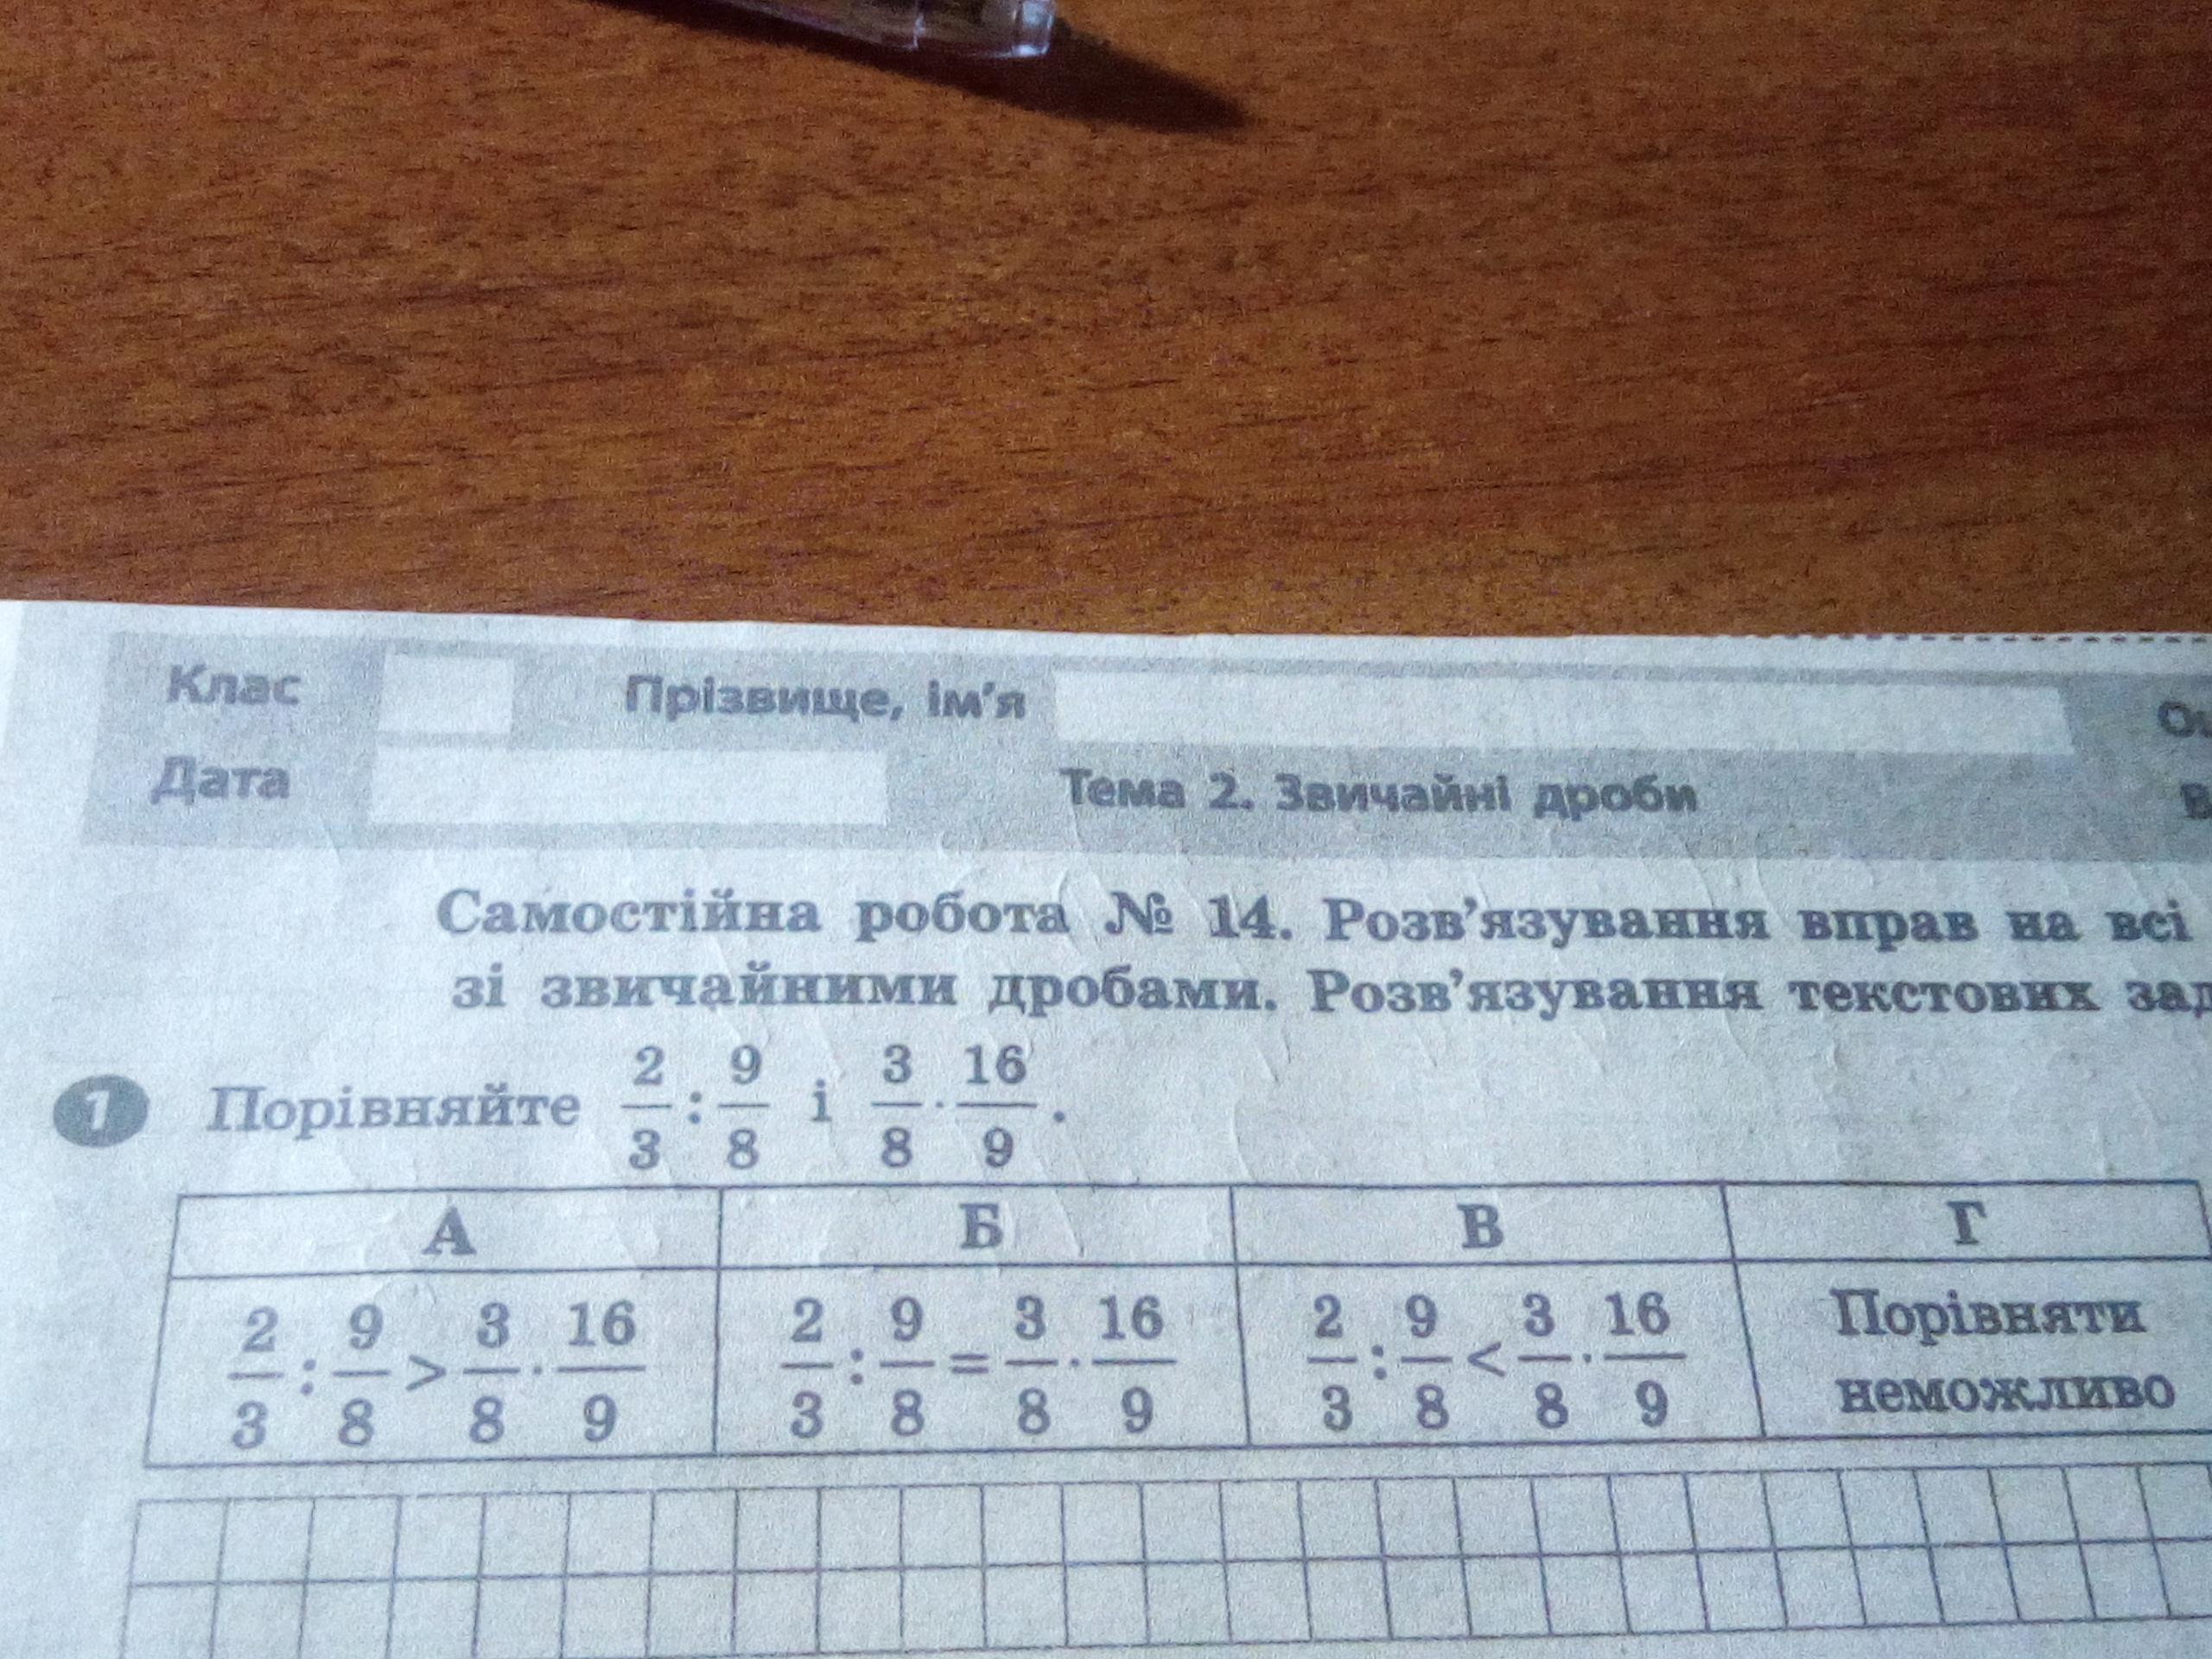 Клас Прізвище, ім’я
Дата Тема 2. Звичайні дроби
Самостійна робота № 14. Розв’язування вправ на всі
зі звичайними дробами. Розв’язування текстових
1 Порівняйте 2/3 : 9/8 і 3/8 · 16/9.
А Б В Г
2/3 : 9/8 > 3/8 · 16/9 2/3 : 9/8 = 3/8 · 16/9 2/3 : 9/8 < 3/8 · 16/9 Порівняти
неможливо